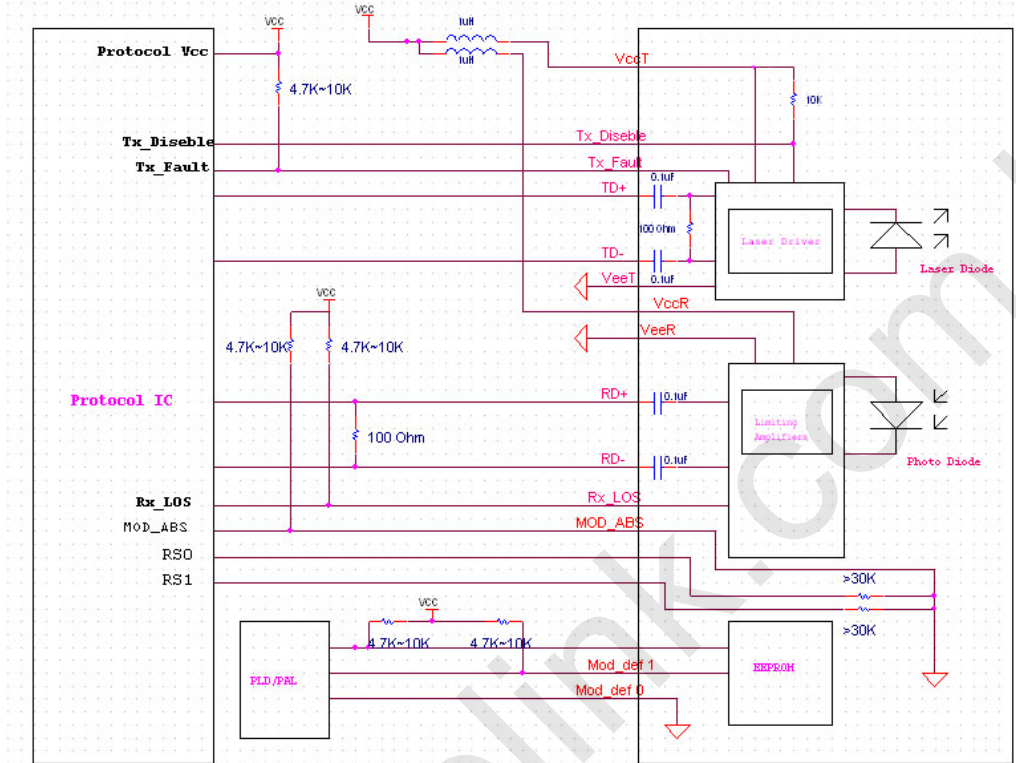 VCC
VCC
1uH
1uH
Protocol Vcc
VccT
4.7K~10K
10K
Tx_Diseble
Tx_Diseble
Tx_Fault
Tx_Fault
0.1uf
TD+
100 Ohm
Laser Driver
TD-
Laser Diode
VeeT
0.1uf
VCC
VccR
VeeR
4.7K~10K
4.7K~10K
Protocol IC
RD+
0.1uf
Limiting
Amplifiers
100 Ohm
RD-
0.1uf
Photo Diode
Rx_LOS
Rx_LOS
MOD_ABS
MOD_ABS
RS0
RS1
>30K
VCC
>30K
4.7K~10K
4.7K~10K
PLD/PAL
Mod_def 1
EEPROM
Mod_def 0
link.com